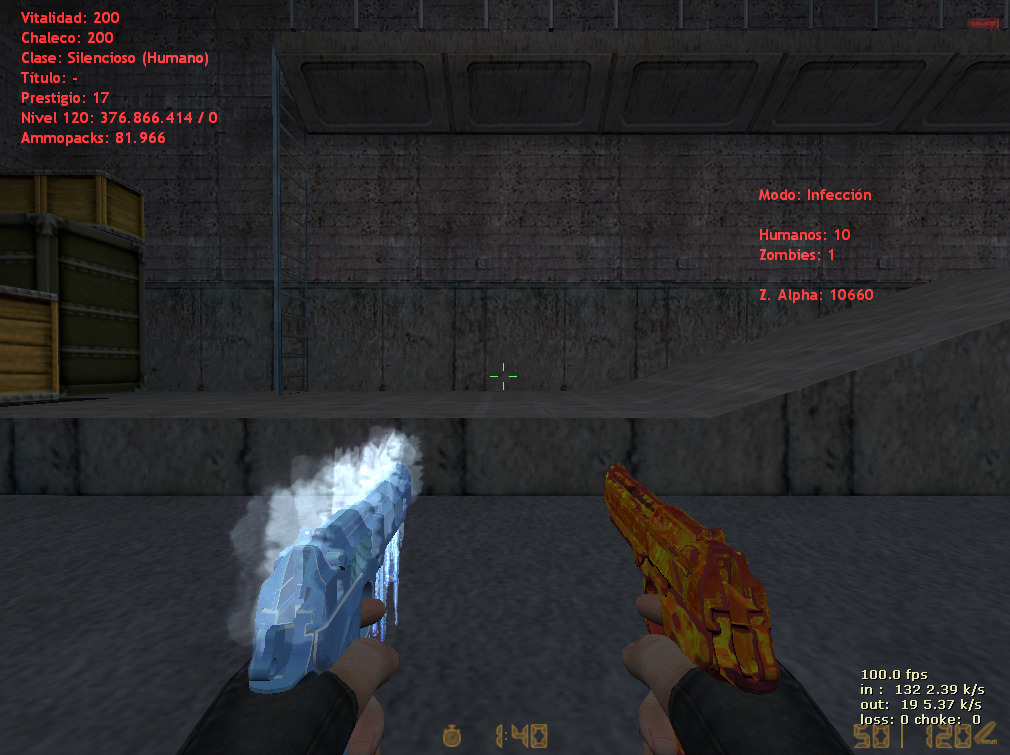 Vitalidad: 200
Chaleco: 200
Clase: Silencioso (Humano)
Título: -
Prestigio: 17
Nivel 120: 376.866.414 / 0
Ammopacks: 81.966
Modo: Infección
Humanos: 10
Zombies: 1
Z. Alpha: 10660
100.0 fps
in : 132 2.39 k/s
out: 19 5.37 k/s
loss: 0 choke: 0
1:40
50 | 120